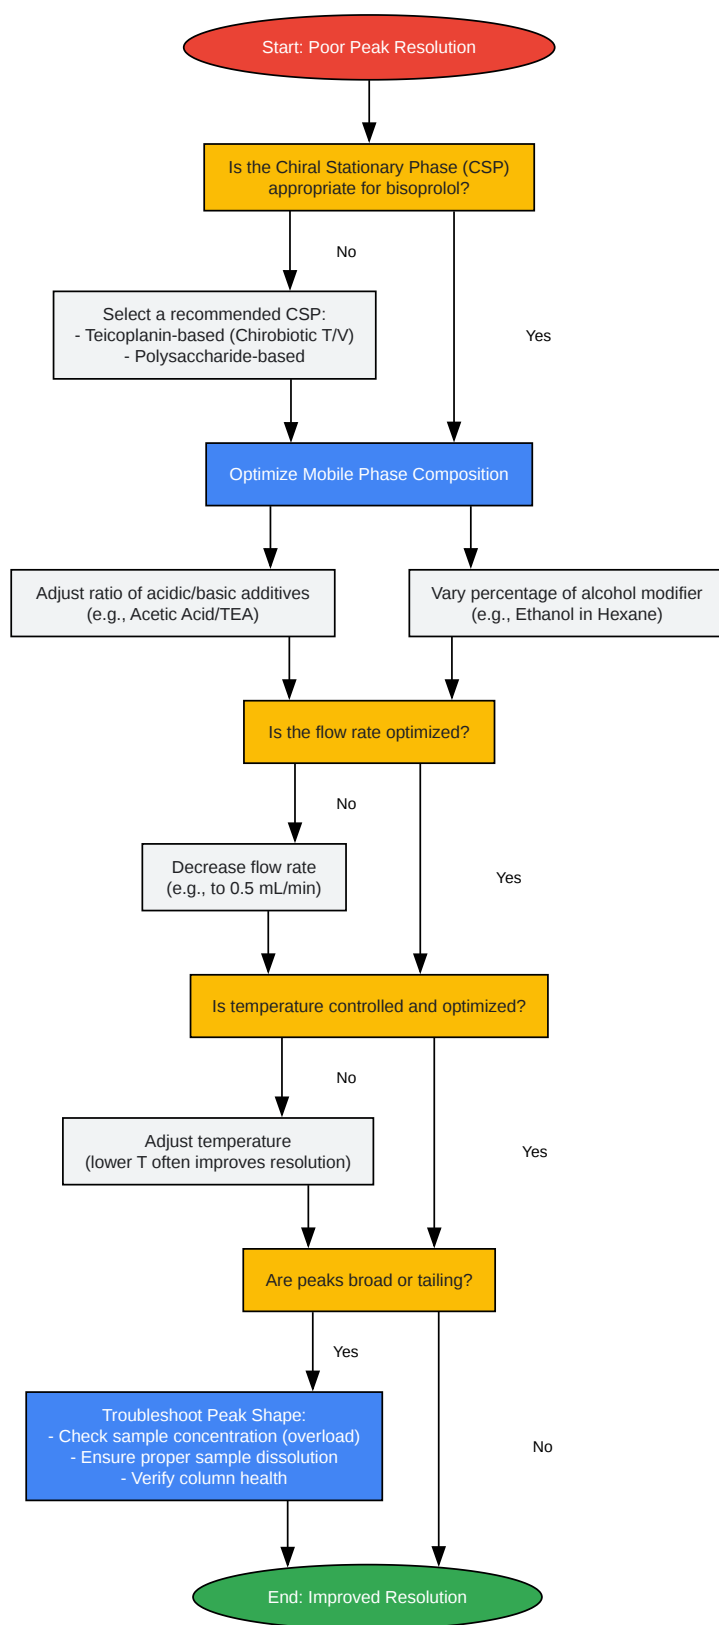 Start: Poor Peak Resolution
Is the Chiral Stationary Phase (CSP)
appropriate for bisoprolol?
No
Select a recommended CSP:
- Teicoplanin-based (Chirobiotic T/V)
- Polysaccharide-based
Yes
Optimize Mobile Phase Composition
Adjust ratio of acidic/basic additives
(e.g., Acetic Acid/TEA)
Vary percentage of alcohol modifier
(e.g., Ethanol in Hexane)
Is the flow rate optimized?
No
Decrease flow rate
(e.g., to 0.5 mL/min)
Yes
Is temperature controlled and optimized?
No
Adjust temperature
(lower T often improves resolution)
Yes
Are peaks broad or tailing?
Yes
Troubleshoot Peak Shape:
- Check sample concentration (overload)
- Ensure proper sample dissolution
- Verify column health
No
End: Improved Resolution